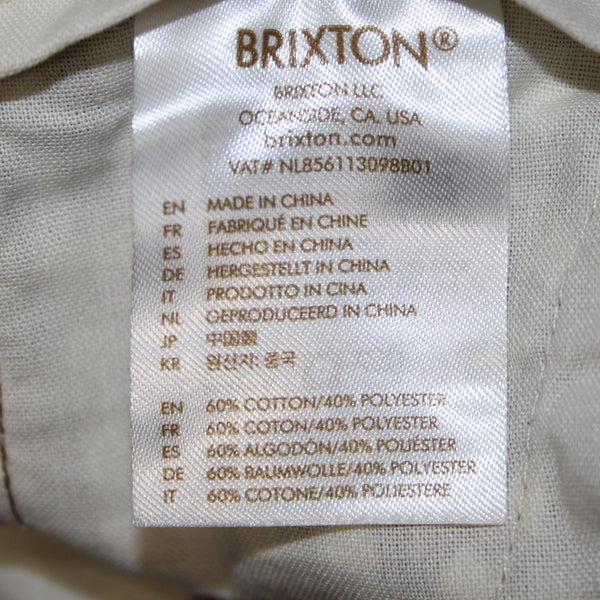 BRIXTON®
BRIXTON LLC
OCEANSIDE, CA. USA
brixton.com
VAT# NL856113098B01
EN MADE IN CHINA
FR FABRIQUÉ EN CHINE
ES HECHO EN CHINA
DE HERGESTELLT IN CHINA
IT PRODOTTO IN CINA
NL GEPRODUCEERD IN CHINA
JP 中国製
KR 원산지: 중국
EN 60% COTTON/40% POLYESTER
FR 60% COTON/40% POLYESTER
ES 60% ALGODÓN/40% POLIÉSTER
DE 60% BAUMWOLLE/40% POLYESTER
IT 60% COTONE/40% POLIESTERE